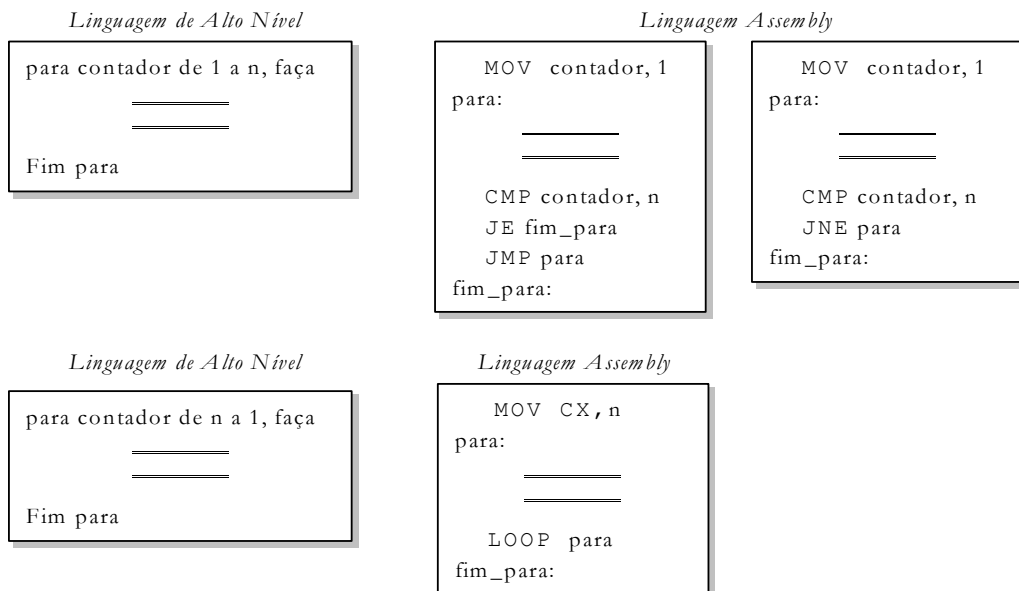 Linguagem de Alto Nível
para contador de 1 a n, faça
Fim para
Linguagem Assembly
MOV contador, 1
para:
CMP contador, n
JE fim_para
JMP para
fim_para:
MOV contador, 1
para:
CMP contador, n
JNE para
fim_para:
Linguagem de Alto Nível
para contador de n a 1, faça
Fim para
Linguagem Assembly
MOV CX, n
para:
LOOP para
fim_para: